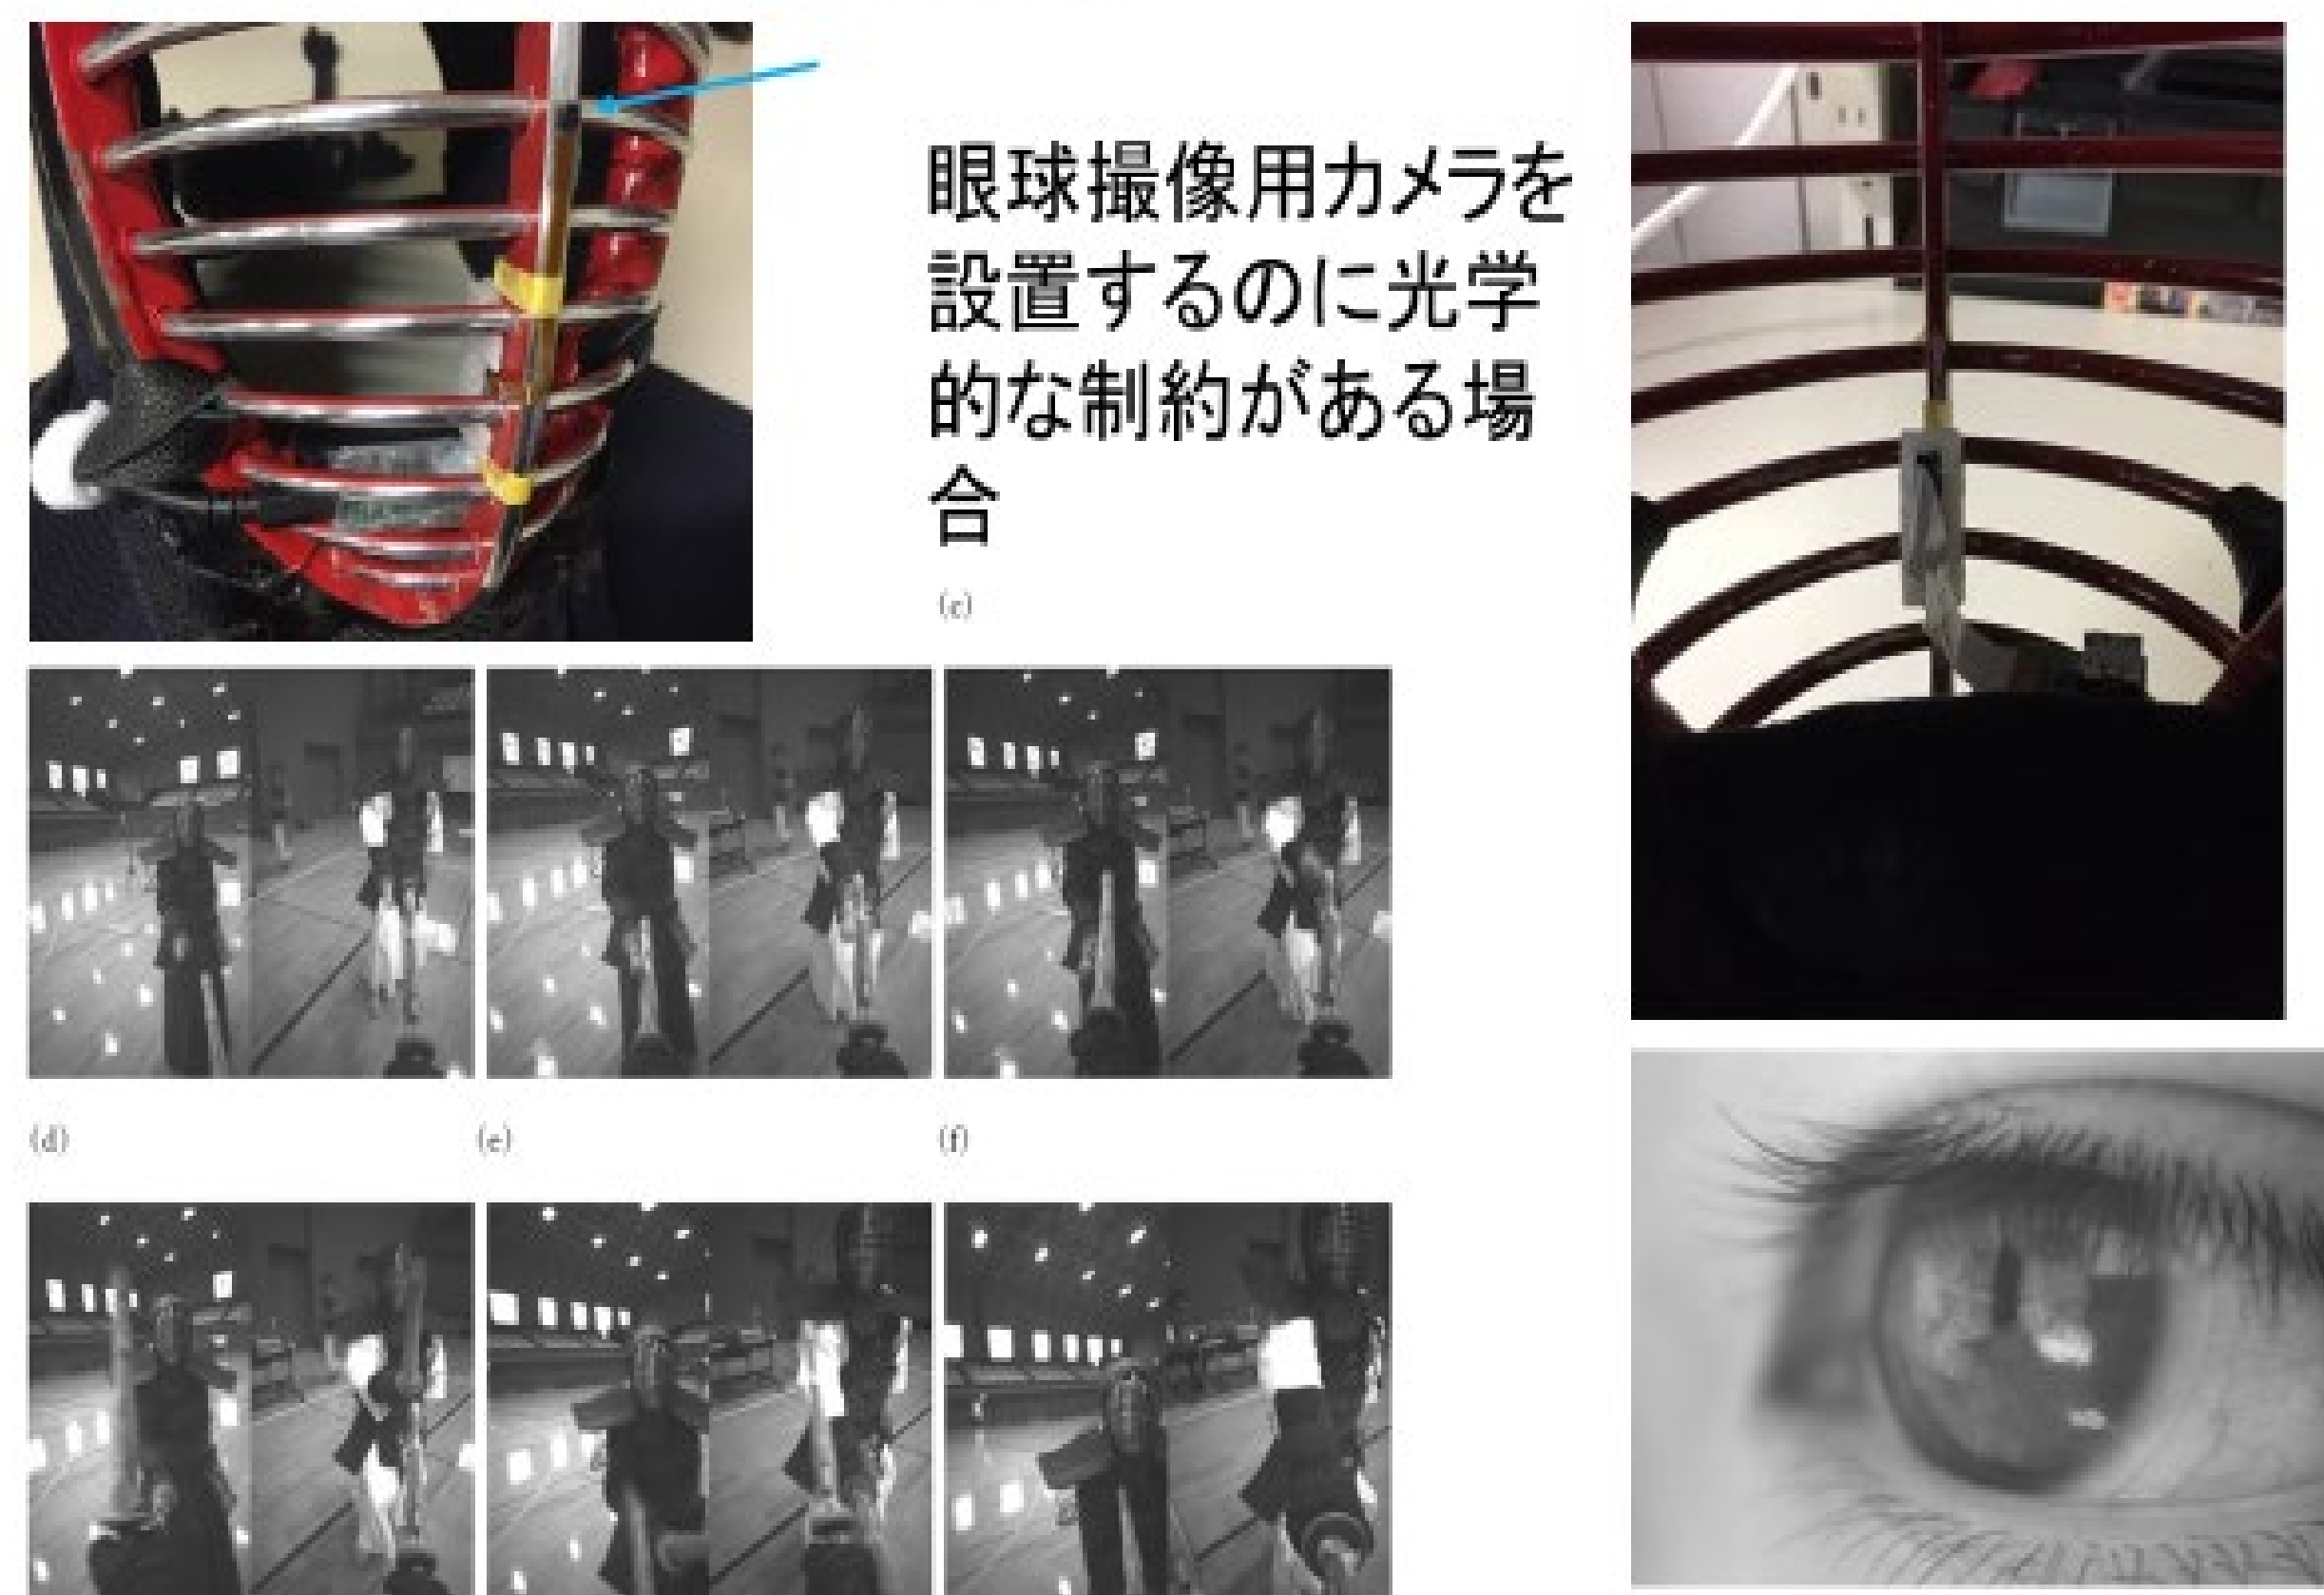 眼球撮像用カメラを
設置するのに光学
的な制約がある場
合
(c)
(d)
(e)
(f)